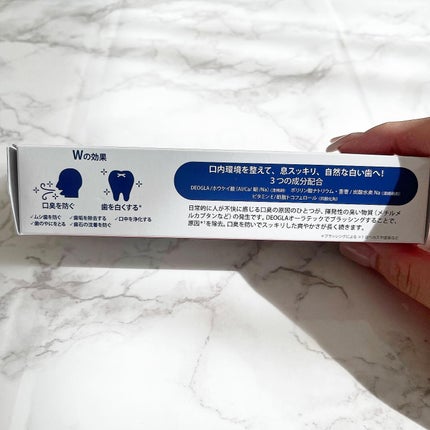 Wの効果
口臭を防ぐ
歯を白くする*
✓ムシ歯を防ぐ ✓歯垢を除去する ✓口中を浄化する
✓歯のやにをとる ✓歯石の沈着を防ぐ
口内環境を整えて、息スッキリ、自然な白い歯へ!
3つの成分配合
DEOGLA/ホウケイ酸
ポリリン酸ナトリウム・重曹/炭酸水素Na
ビタミンE/酢酸トコフェロール
日常的に人が不快に感じる口臭の原因のひとつが、揮発性の臭い物質(メチルメ
ルカプタンなど)の発生です。DEOGLAオーラテックでブラッシングすることで、
原因*¹を除去。口臭を防いでスッキリした爽やかさが長く続きます。